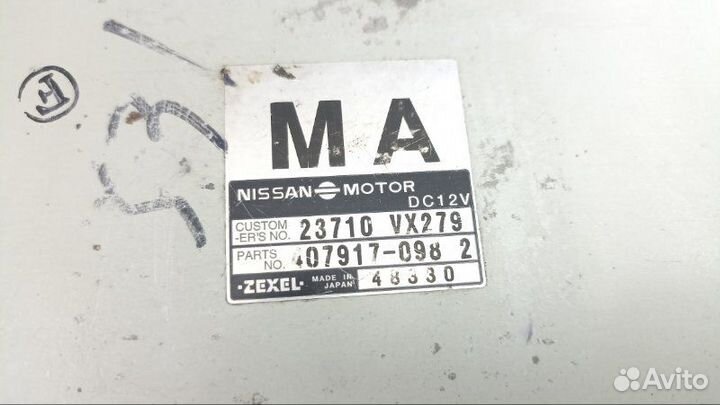 F
531
MA
NISSAN MOTOR
DC12V
CUSTOM
-ER'S NO. 23710 VX279
PARTS
NO. 407917-098 2
·ZEXEL· MADE IN JAPAN 48330
Avito